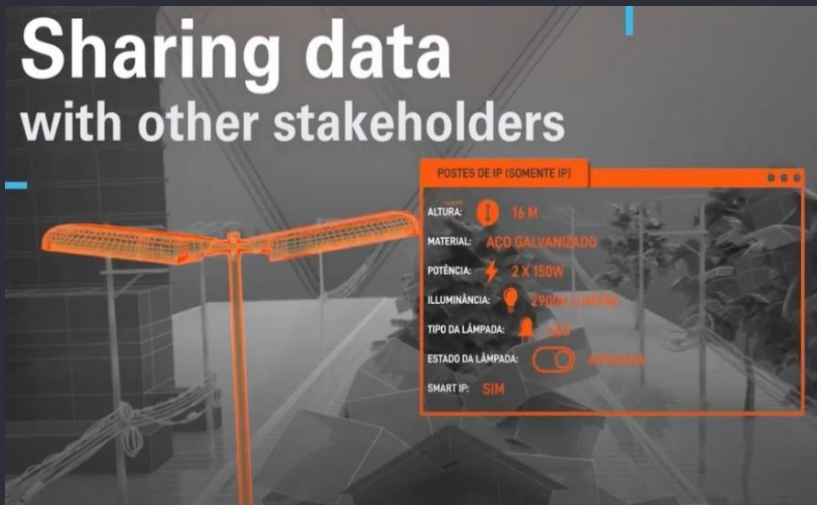 Sharing data
with other stakeholders
POSTES DE IP (SOMENTE IP)
ALTURA: 16 M
MATERIAL: AÇO GALVANIZADO
POTÊNCIA: 2 X 150W
ILLUMINÂNCIA:
TIPO DA LÂMPADA: LED
ESTADO DA LÂMPADA:
SMART IP: SIM